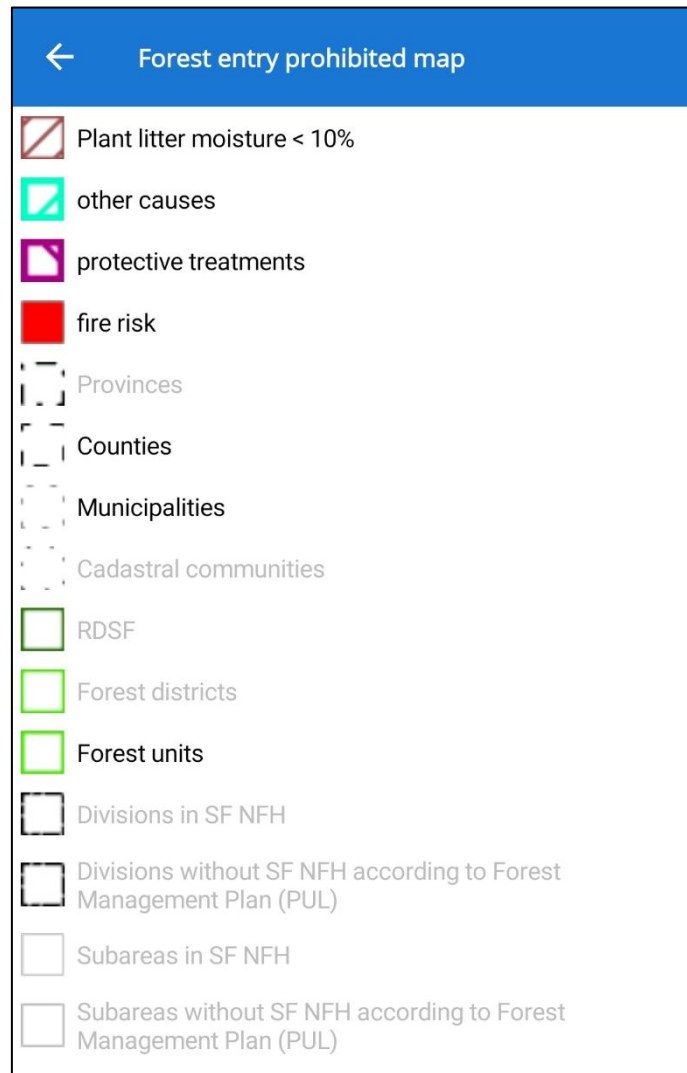 Forest entry prohibited map
Plant litter moisture < 10%
other causes
protective treatments
fire risk
Provinces
Counties
Municipalities
Cadastral communities
RDSF
Forest districts
Forest units
Divisions in SF NFH
Divisions without SF NFH according to Forest
Management Plan (PUL)
Subareas in SF NFH
Subareas without SF NFH according to Forest
Management Plan (PUL)